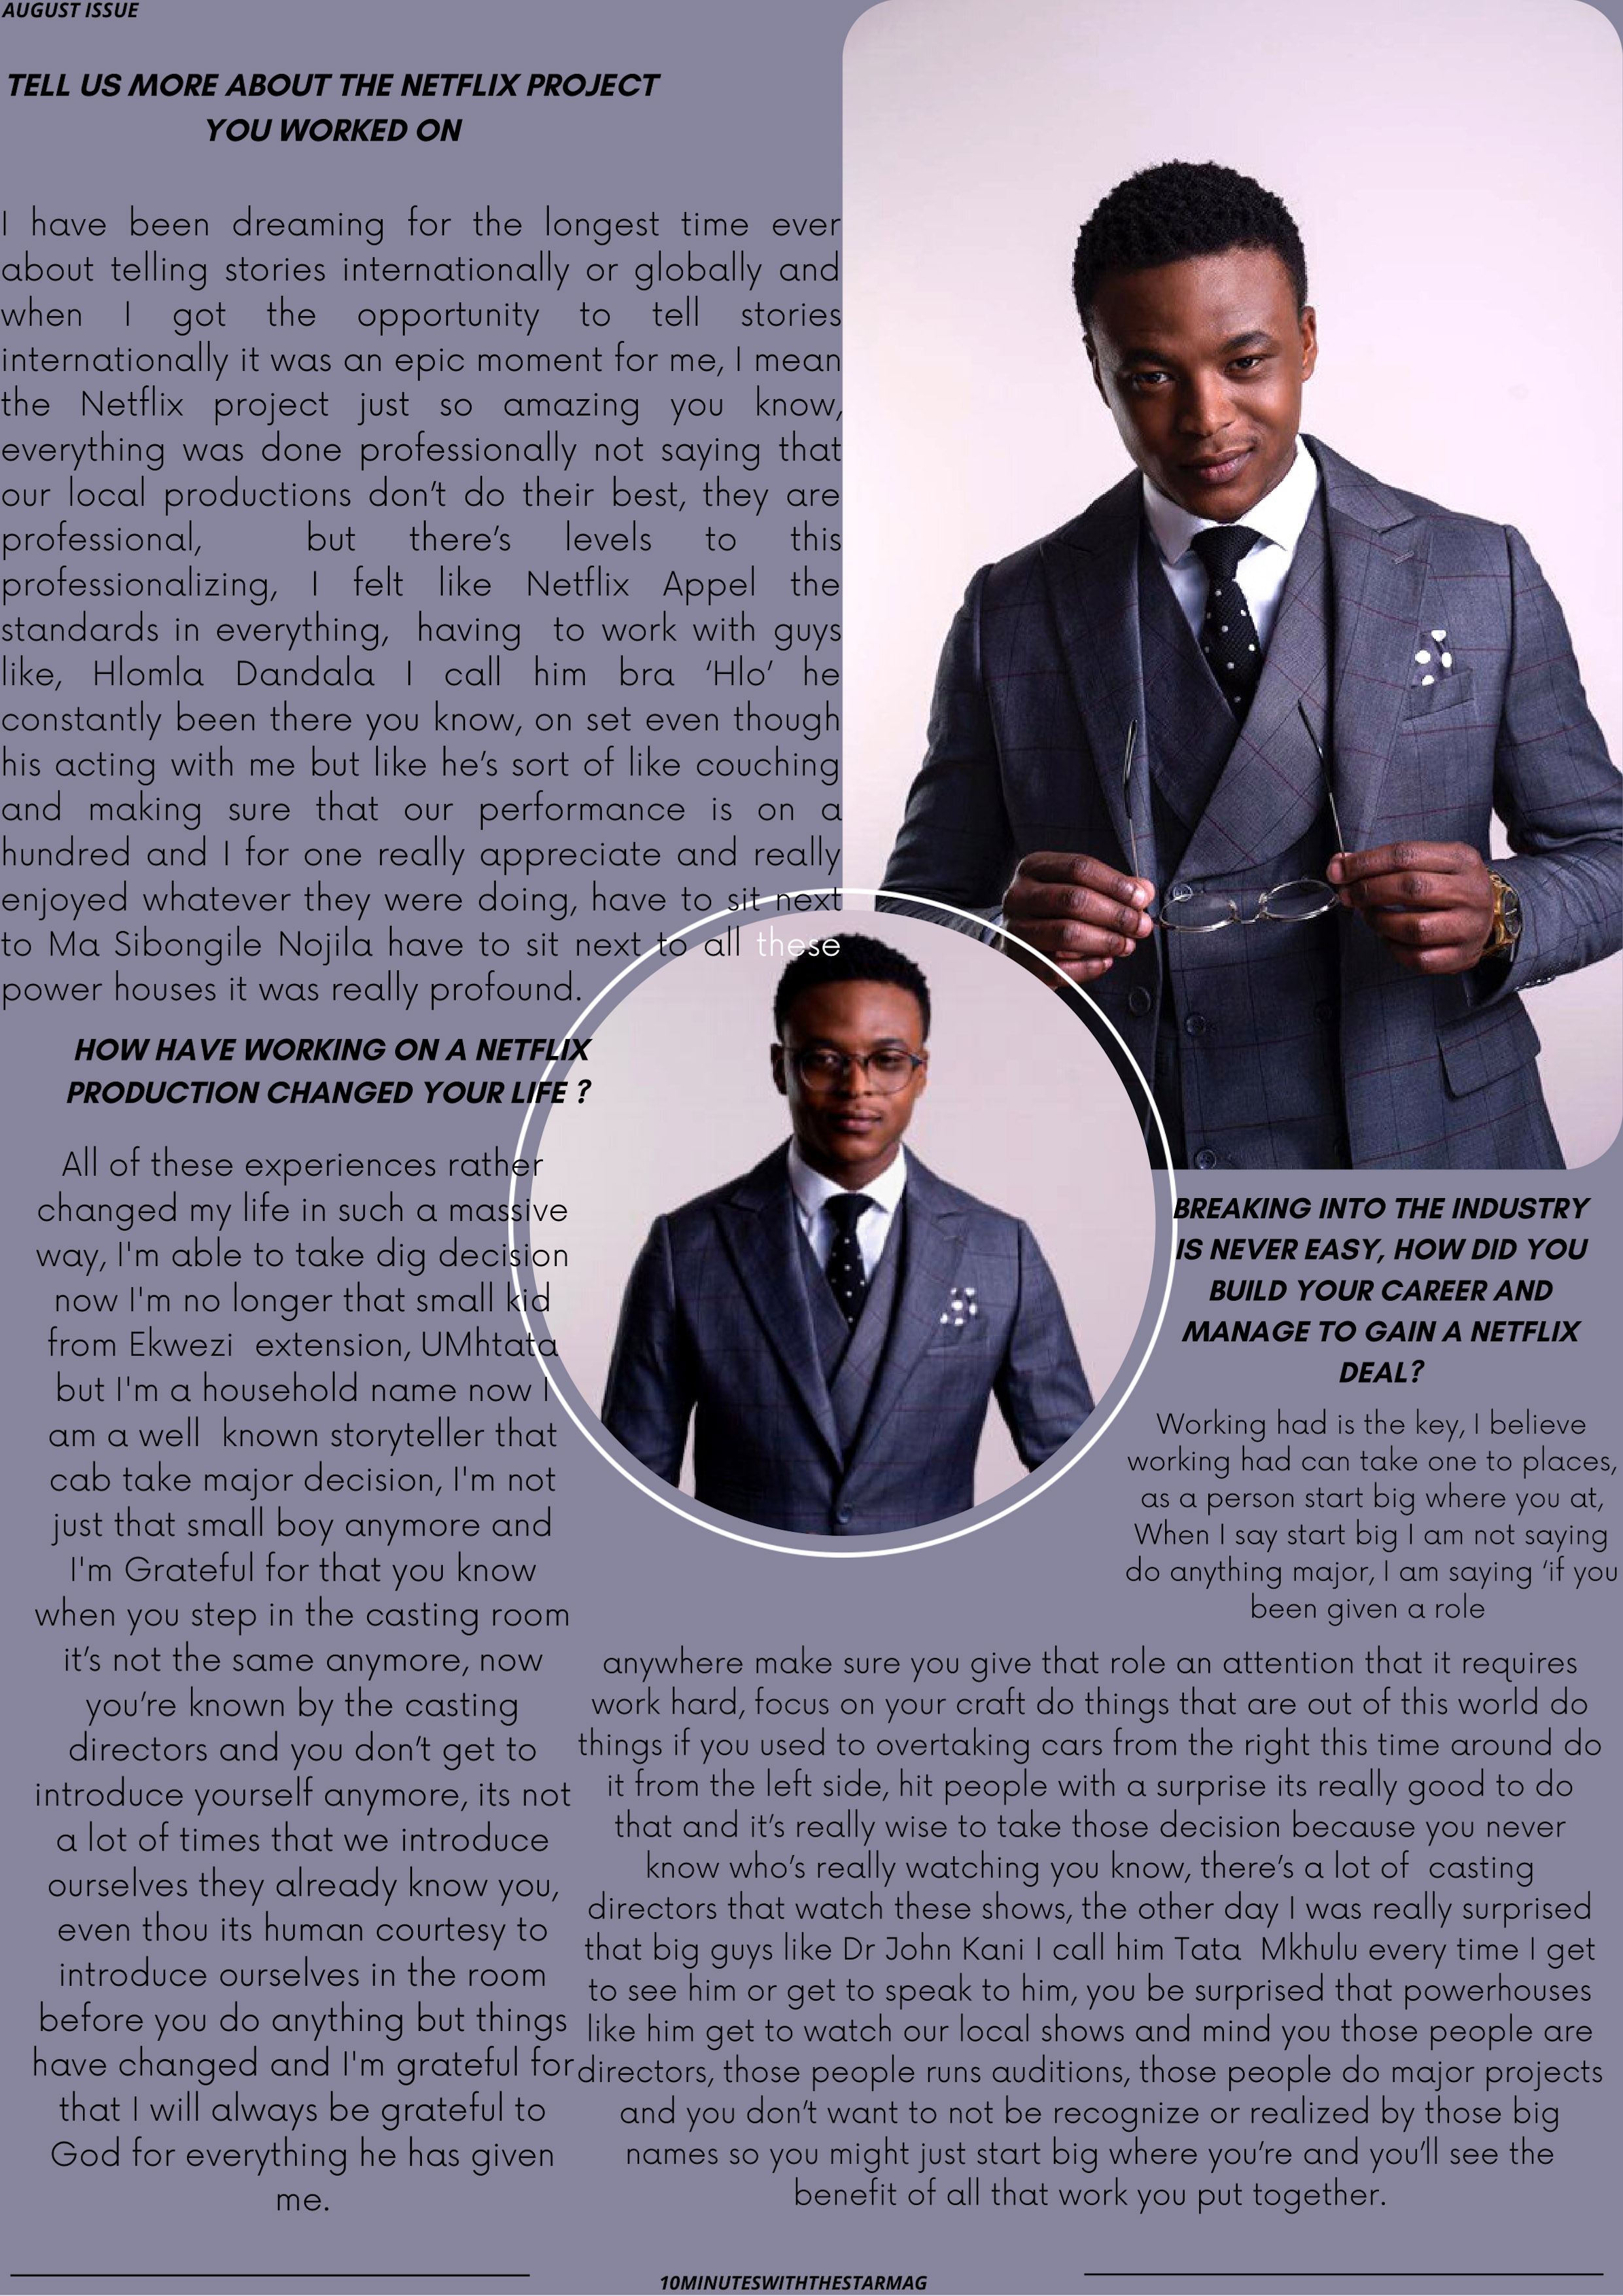 AUGUST ISSUE
TELL US MORE ABOUT THE NETFLIX PROJECT
YOU WORKED ON
I have been dreaming for the longest time ever
about telling stories internationally or globally and
when I got the opportunity to tell stories
internationally it was an epic moment for me, I mean
the Netflix project just so amazing you know,
everything was done professionally not saying that
our local productions don't do their best, they are
professional, but there's levels to this
professionalizing, I felt like Netflix Appel the
standards in everything, having to work with guys
like, Hlomla Dandala I call him bra 'Hlo' he
constantly been there you know, on set even though
his acting with me but like he's sort of like couching
and making sure that our performance is on a
hundred and I for one really appreciate and really
enjoyed whatever they were doing, have to sit next
to Ma Sibongile Nojila have to sit next to all these
power houses it was really profound.
HOW HAVE WORKING ON A NETFLIX
PRODUCTION CHANGED YOUR LIFE ?
All of these experiences rather
changed my life in such a massive
way, I'm able to take dig decision
now I'm no longer that small kid
from Ekwezi extension, UMhtata
but I'm a household name now I
am a well known storyteller that
cab take major decision, I'm not
just that small boy anymore and
I'm Grateful for that you know
when you step in the casting room
it's not the same anymore, now
you're known by the casting
directors and you don't get to
introduce yourself anymore, its not
a lot of times that we introduce
ourselves they already know you,
even thou its human courtesy to
introduce ourselves in the room
before you do anything but things
have changed and I'm grateful for
that I will always be grateful to
God for everything he has given
me.
BREAKING INTO THE INDUSTRY
IS NEVER EASY, HOW DID YOU
BUILD YOUR CAREER AND
MANAGE TO GAIN A NETFLIX
DEAL?
Working had is the key, I believe
working had can take one to places,
as a person start big where you at,
When I say start big I am not saying
do anything major, I am saying 'if you
been given a role
anywhere make sure you give that role an attention that it requires
work hard, focus on your craft do things that are out of this world do
things if you used to overtaking cars from the right this time around do
it from the left side, hit people with a surprise its really good to do
that and it's really wise to take those decision because you never
know who's really watching you know, there's a lot of casting
directors that watch these shows, the other day I was really surprised
that big guys like Dr John Kani I call him Tata Mkhulu every time I get
to see him or get to speak to him, you be surprised that powerhouses
like him get to watch our local shows and mind you those people are
directors, those people runs auditions, those people do major projects
and you don't want to not be recognize or realized by those big
names so you might just start big where you're and you'll see the
benefit of all that work you put together.
10MINUTESWITHTHESTARMAG